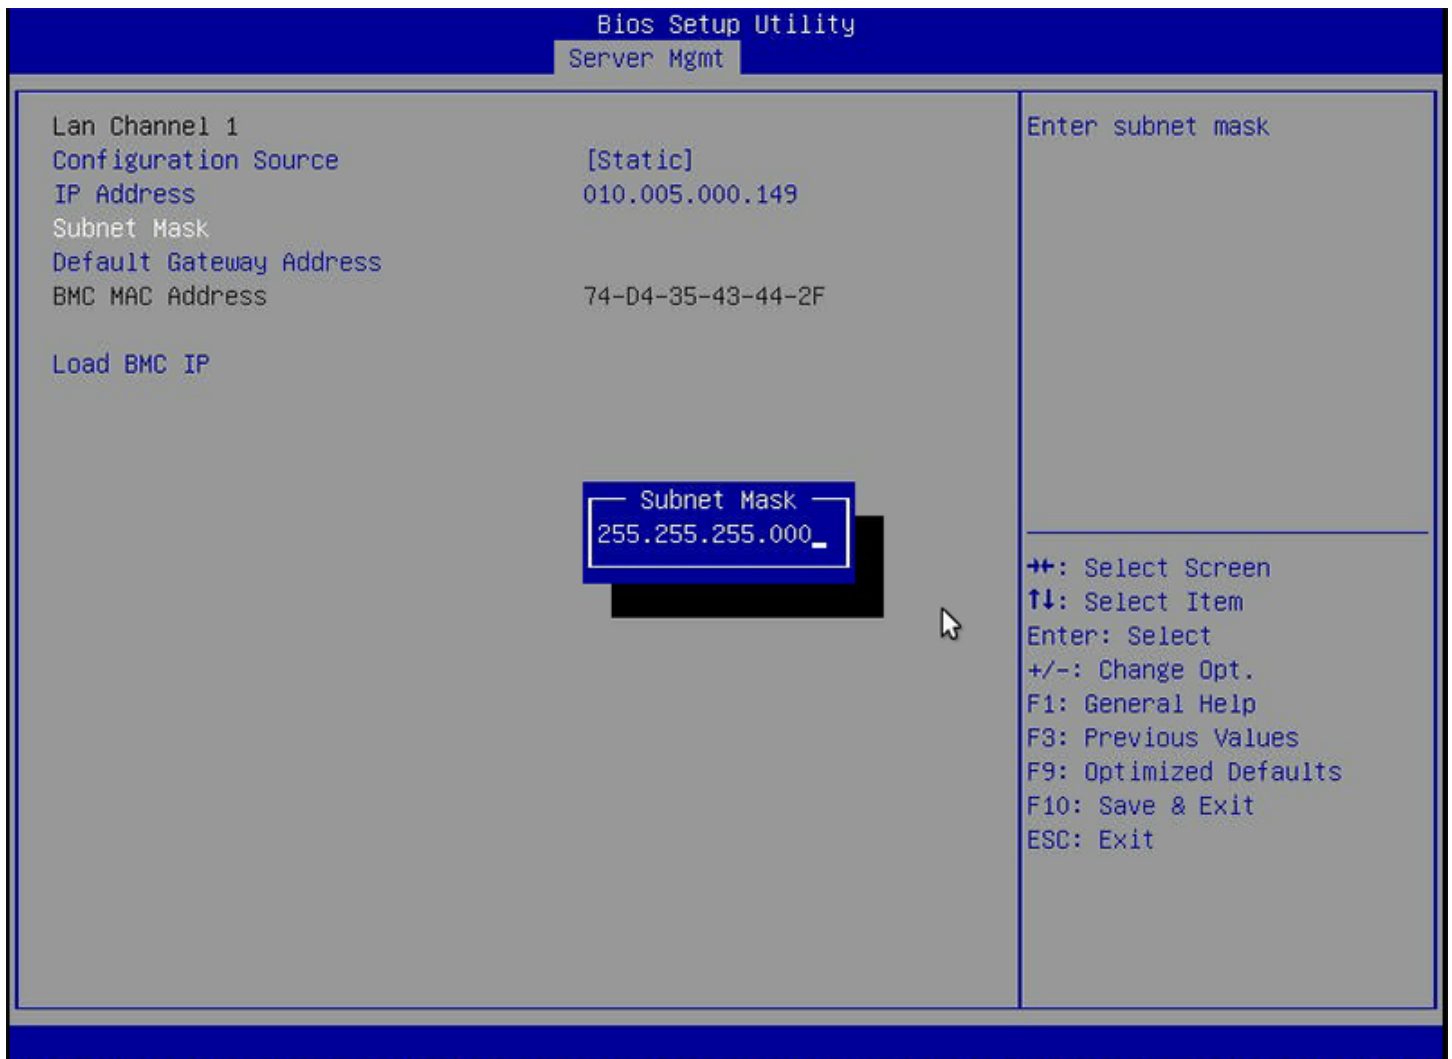 Bios Setup Utility
Server Mgmt
Lan Channel 1
Configuration Source [Static]
IP Address 010.005.000.149
Subnet Mask
Default Gateway Address
BMC MAC Address 74-D4-35-43-44-2F
Load BMC IP
Subnet Mask
255.255.255.000_
Enter subnet mask
→←: Select Screen
↑↓: Select Item
Enter: Select
+/-: Change Opt.
F1: General Help
F3: Previous Values
F9: Optimized Defaults
F10: Save & Exit
ESC: Exit